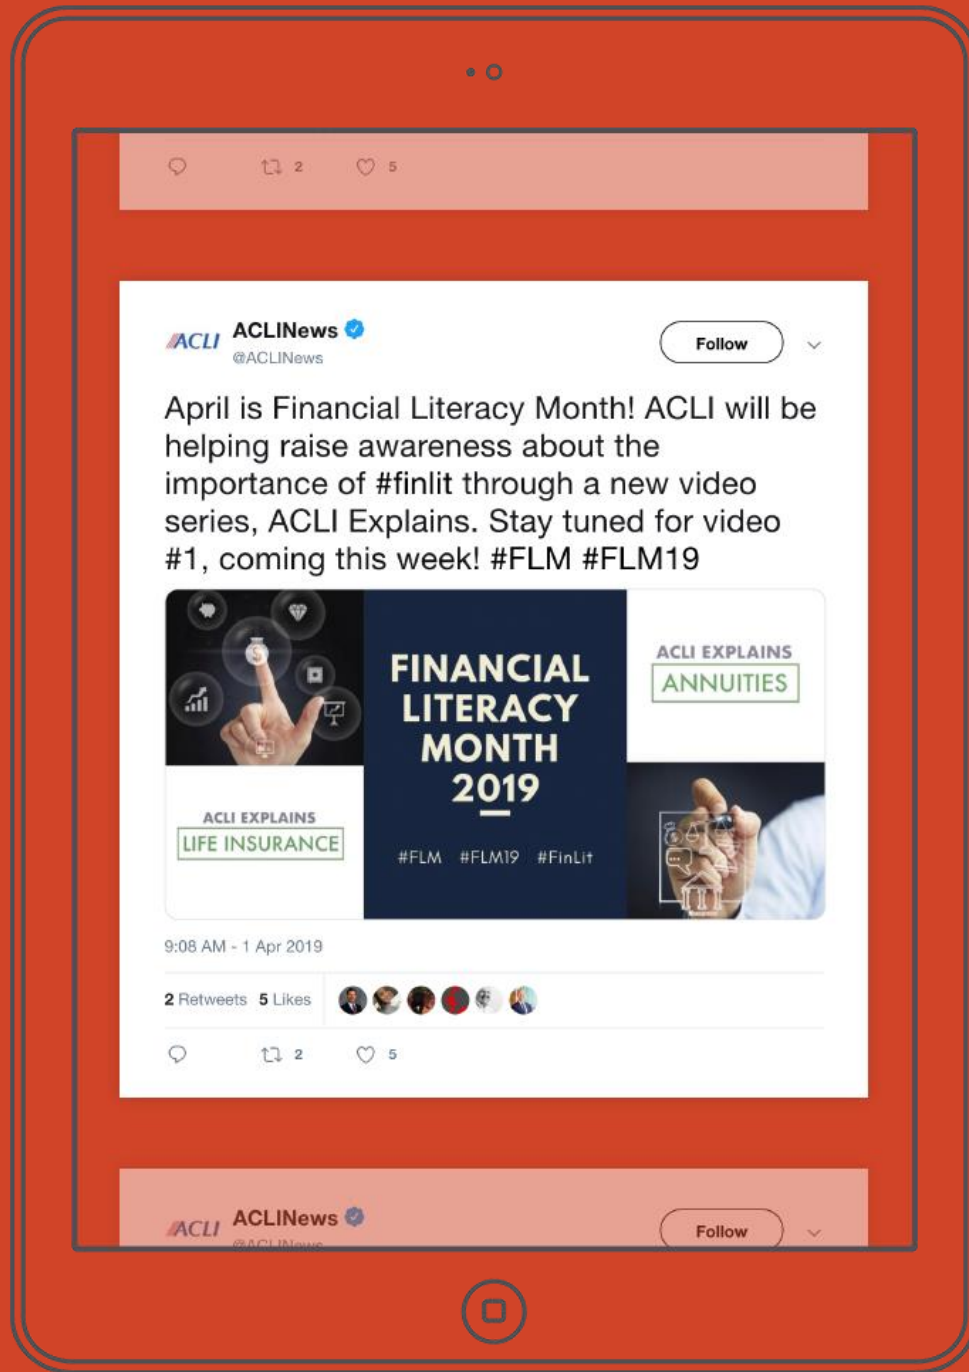 2 5
ACLI ACLINews
@ACLINews
Follow
April is Financial Literacy Month! ACLI will be
helping raise awareness about the
importance of #finlit through a new video
series, ACLI Explains. Stay tuned for video
#1, coming this week! #FLM #FLM19
FINANCIAL
LITERACY
MONTH
2019
#FLM #FLM19 #FinLit
ACLI EXPLAINS
LIFE INSURANCE
ACLI EXPLAINS
ANNUITIES
9:08 AM - 1 Apr 2019
2 Retweets 5 Likes
2 5
ACLI ACLINews
@ACLINews
Follow